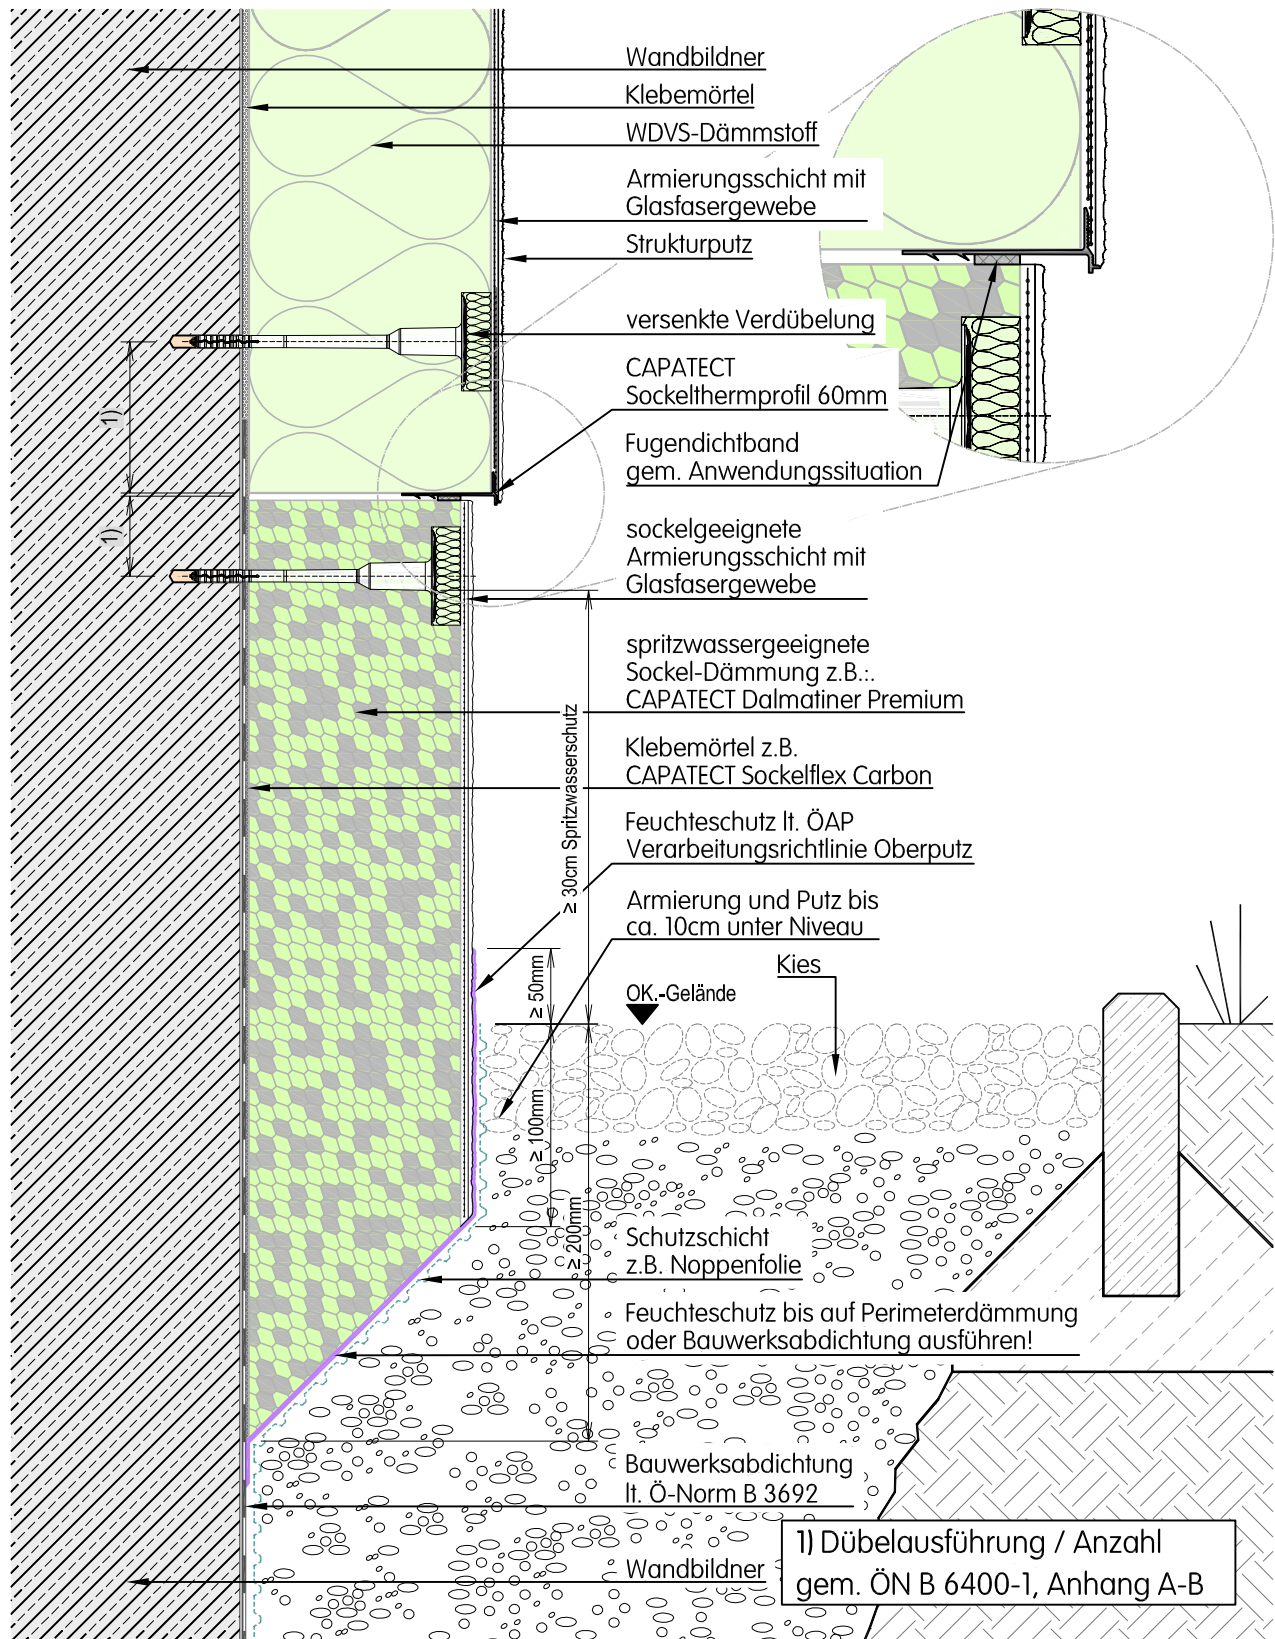 Wandbildner
Klebemörtel
WDVS-Dämmstoff
Armierungsschicht mit
Glasfasergewebe
Strukturputz
versenkte Verdübelung
CAPATECT
Sockelthermprofil 60mm
Fugendichtband
gem. Anwendungssituation
sockelgeeignete
Armierungsschicht mit
Glasfasergewebe
spritzwassergeeignete
Sockel-Dämmung z.B.:.
CAPATECT Dalmatiner Premium
Klebemörtel z.B.
CAPATECT Sockelflex Carbon
Feuchteschutz lt. ÖAP
Verarbeitungsrichtlinie Oberputz
Armierung und Putz bis
ca. 10cm unter Niveau
Kies
OK.-Gelände
Schutzschicht
z.B. Noppenfolie
Feuchteschutz bis auf Perimeterdämmung
oder Bauwerksabdichtung ausführen!
Bauwerksabdichtung
lt. Ö-Norm B 3692
Wandbildner
1) Dübelausführung / Anzahl
gem. ÖN B 6400-1, Anhang A-B
1)
1)
≥ 30cm Spritzwasserschutz
≥ 50mm
≥ 100mm
≥ 200mm